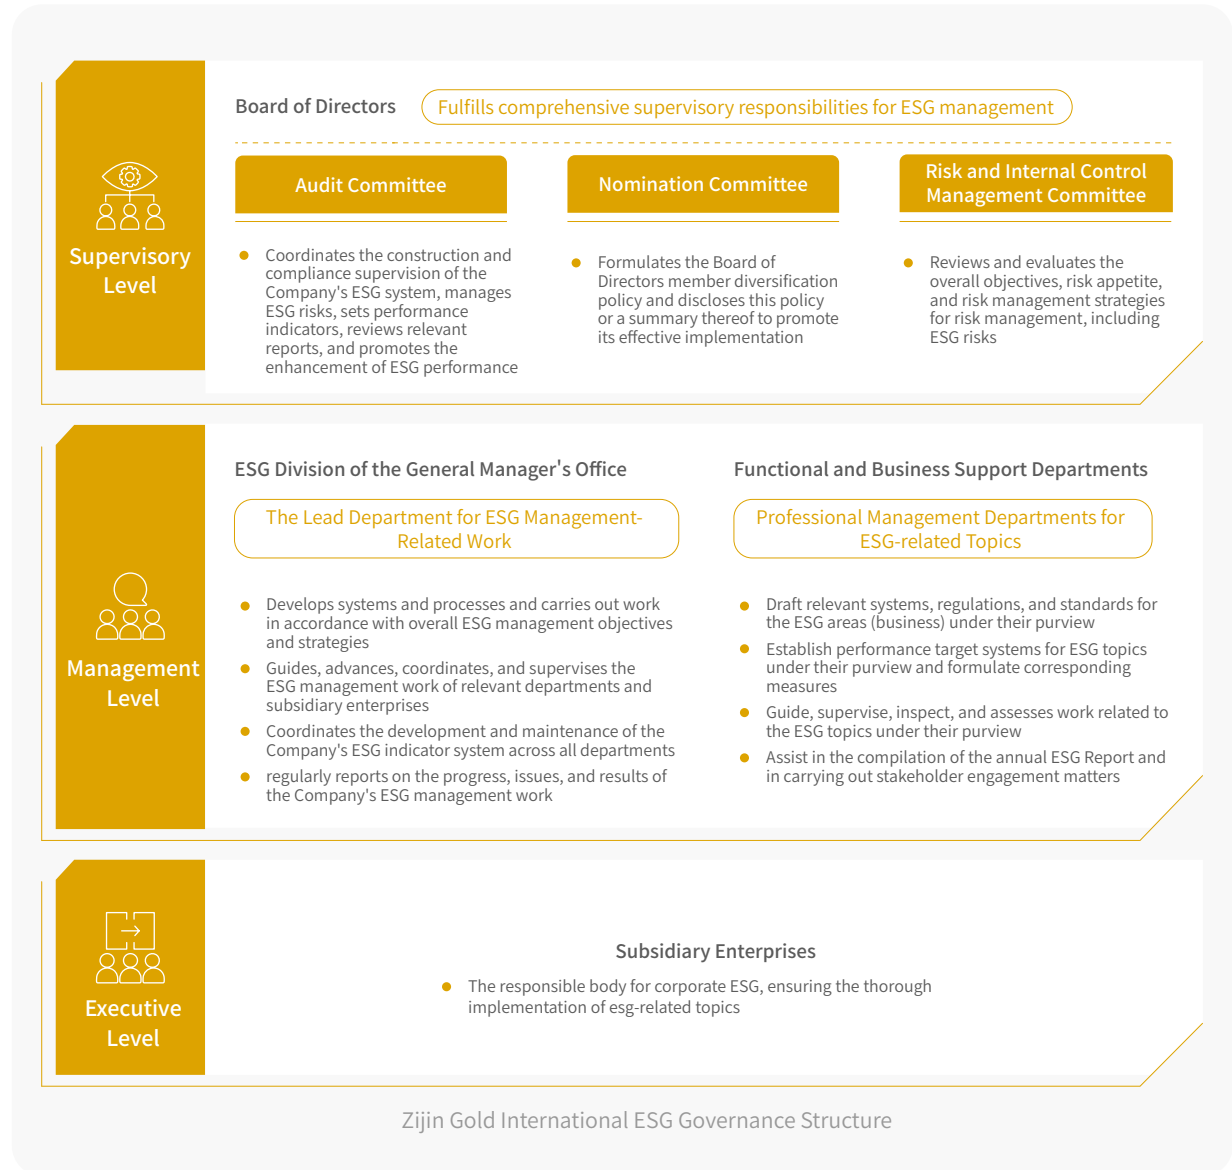 Board of Directors
Fulfills comprehensive supervisory responsibilities for ESG management
Supervisory
Level
Audit Committee
Coordinates the construction and
compliance supervision of the
Company's ESG system, manages
ESG risks, sets performance
indicators, reviews relevant
reports, and promotes the
enhancement of ESG performance
Nomination Committee
Formulates the Board of
Directors member diversification
policy and discloses this policy
or a summary thereof to promote
its effective implementation
Risk and Internal Control
Management Committee
Reviews and evaluates the
overall objectives, risk appetite,
and risk management strategies
for risk management, including
ESG risks
Management
Level
ESG Division of the General Manager's Office
The Lead Department for ESG Management-
Related Work
Develops systems and processes and carries out work
in accordance with overall ESG management objectives
and strategies
Guides, advances, coordinates, and supervises the
ESG management work of relevant departments and
subsidiary enterprises
Coordinates the development and maintenance of the
Company's ESG indicator system across all departments
regularly reports on the progress, issues, and results of
the Company's ESG management work
Functional and Business Support Departments
Professional Management Departments for
ESG-related Topics
Draft relevant systems, regulations, and standards for
the ESG areas (business) under their purview
Establish performance target systems for ESG topics
under their purview and formulate corresponding
measures
Guide, supervise, inspect, and assesses work related to
the ESG topics under their purview
Assist in the compilation of the annual ESG Report and
in carrying out stakeholder engagement matters
Executive
Level
Subsidiary Enterprises
The responsible body for corporate ESG, ensuring the thorough
implementation of esg-related topics
Zijin Gold International ESG Governance Structure